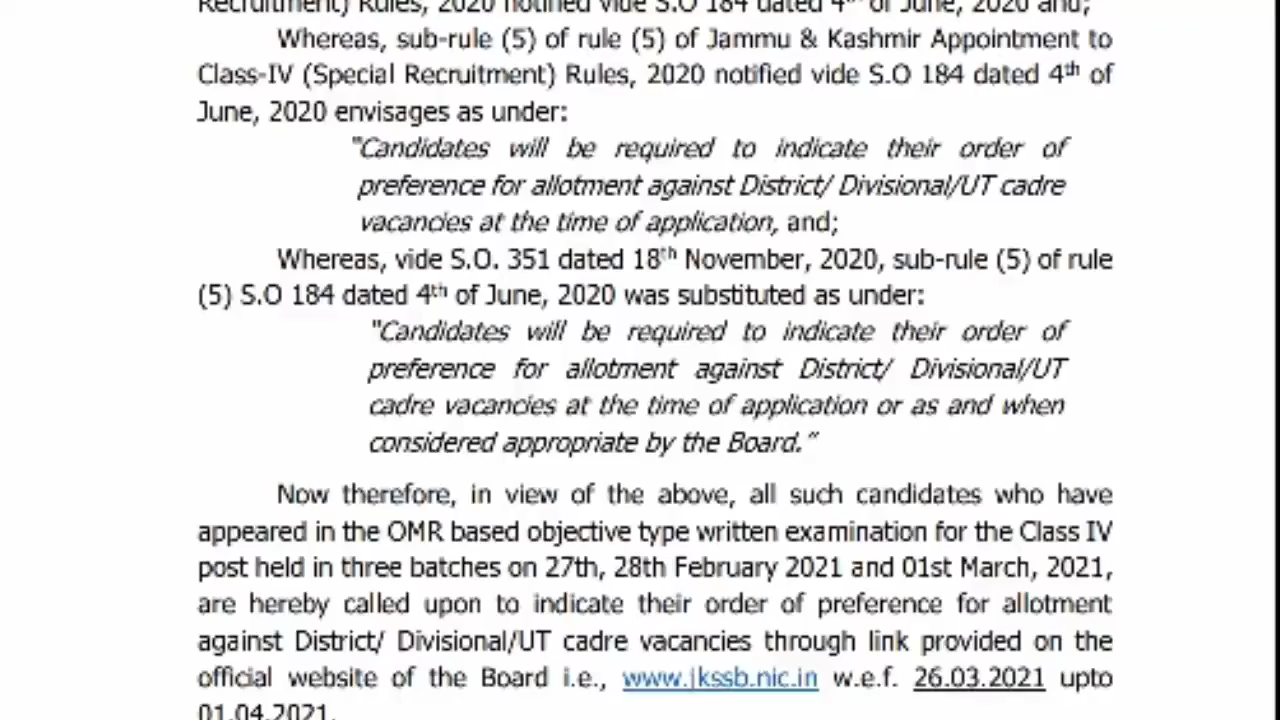 Recruitment) Rules, 2020 notified vide S.O 184 dated 4th of June, 2020 and;
Whereas, sub-rule (5) of rule (5) of Jammu & Kashmir Appointment to
Class-IV (Special Recruitment) Rules, 2020 notified vide S.O 184 dated 4th of
June, 2020 envisages as under:
"Candidates will be required to indicate their order of
preference for allotment against District/ Divisional/UT cadre
vacancies at the time of application, and;
Whereas, vide S.O. 351 dated 18th November, 2020, sub-rule (5) of rule
(5) S.O 184 dated 4th of June, 2020 was substituted as under:
"Candidates will be required to indicate their order of
preference for allotment against District/ Divisional/UT
cadre vacancies at the time of application or as and when
considered appropriate by the Board."
Now therefore, in view of the above, all such candidates who have
appeared in the OMR based objective type written examination for the Class IV
post held in three batches on 27th, 28th February 2021 and 01st March, 2021,
are hereby called upon to indicate their order of preference for allotment
against District/ Divisional/UT cadre vacancies through link provided on the
official website of the Board i.e., www.jkssb.nic.in w.e.f. 26.03.2021 upto
01.04.2021.